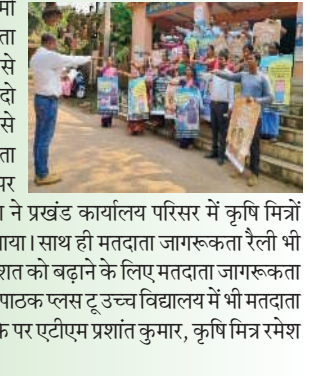 मा
ता
से
दो
से
ता
पर
ने प्रखंड कार्यालय परिसर में कृषि मित्रों
साथ ही मतदाता जागरूकता रैली भी
को बढ़ाने के लिए मतदाता जागरूकता
पाठक प्लस टू उच्च विद्यालय में भी मतदाता
पर एटीएम प्रशांत कुमार, कृषि मित्र रमेश